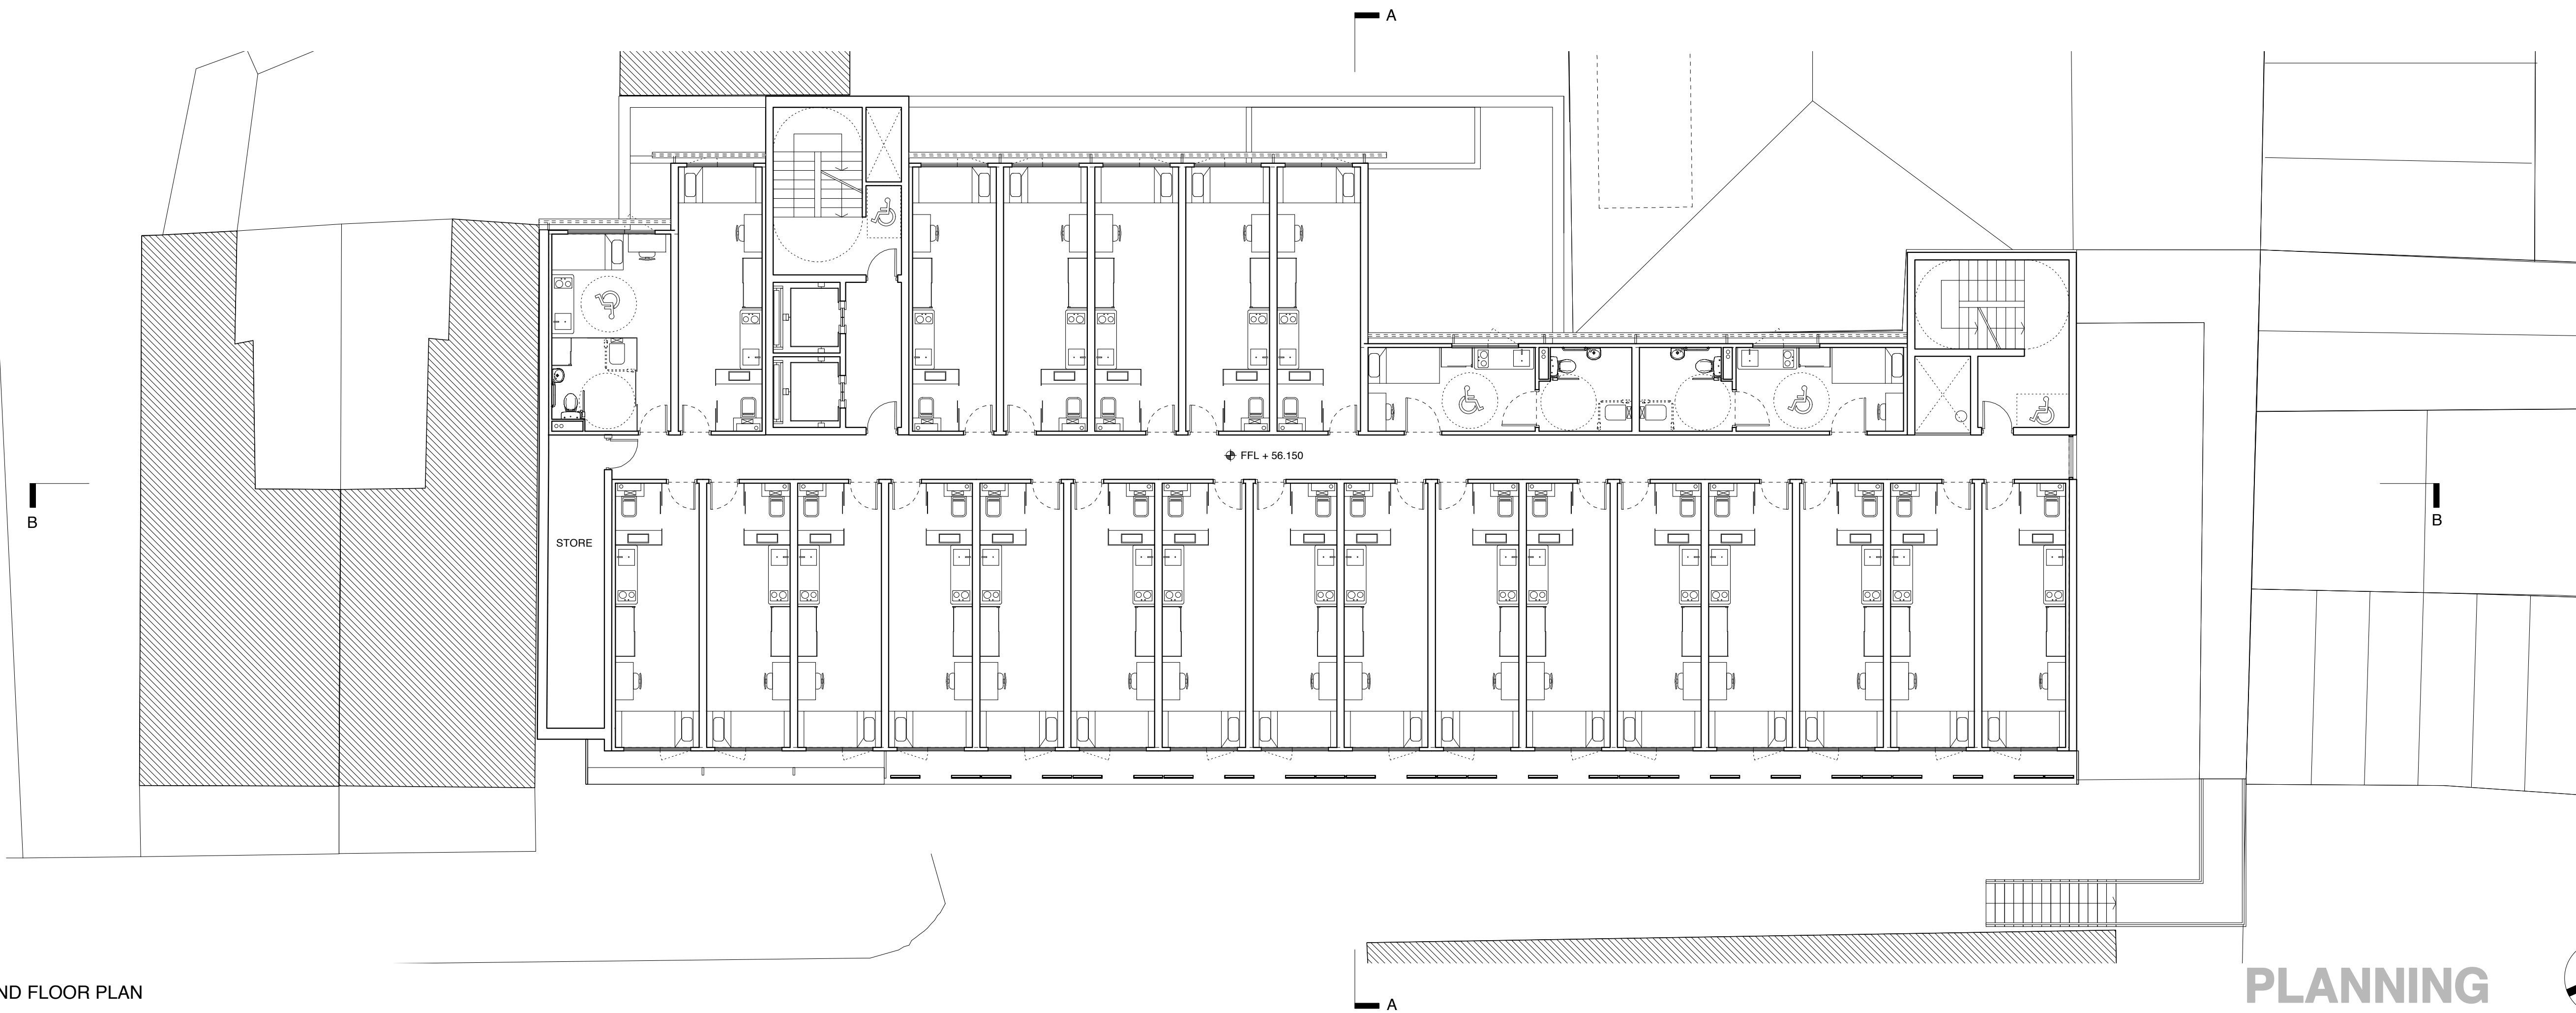 A
FFL + 56.150
B
B
STORE
ND FLOOR PLAN
PLANNING
A